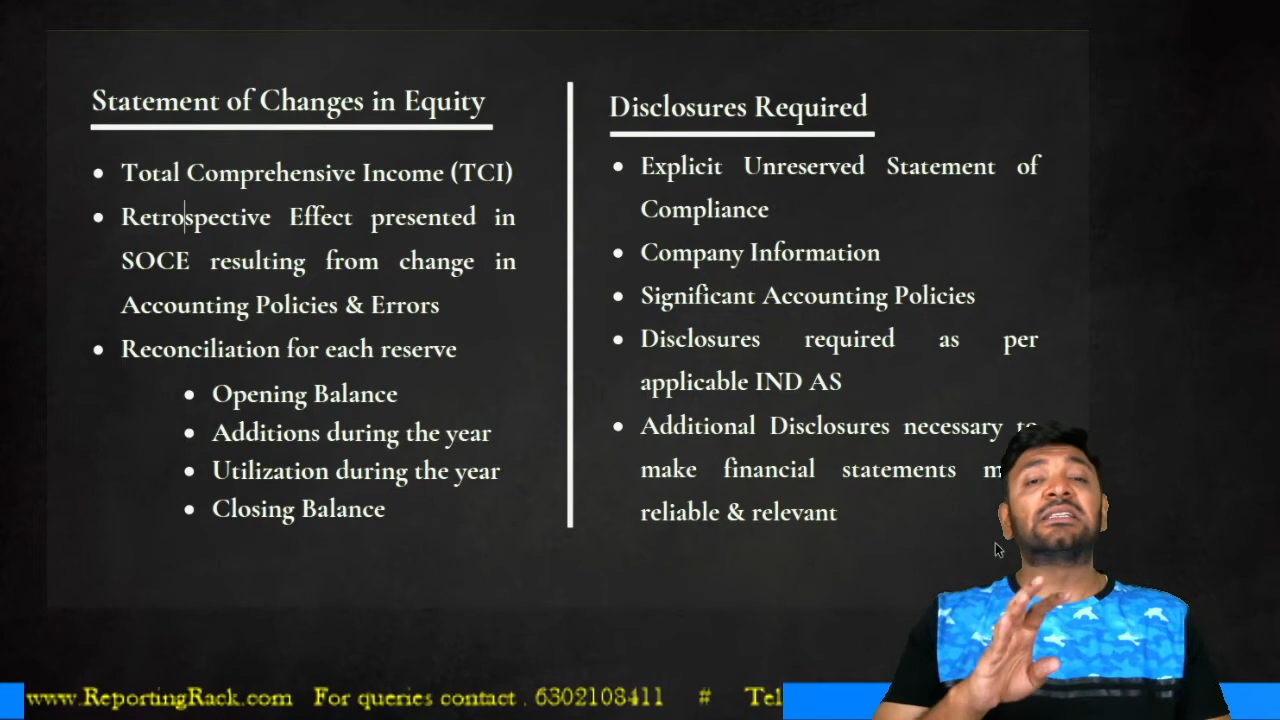 Statement of Changes in Equity
Total Comprehensive Income (TCI)
Retrospective Effect presented in
SOCE resulting from change in
Accounting Policies & Errors
Reconciliation for each reserve
Opening Balance
Additions during the year
Utilization during the year
Closing Balance
Disclosures Required
Explicit Unreserved Statement of
Compliance
Company Information
Significant Accounting Policies
Disclosures required as per
applicable IND AS
Additional Disclosures necessary to
make financial statements
reliable & relevant
www.ReportingRack.com For queries contact . 6302108411 # Tel